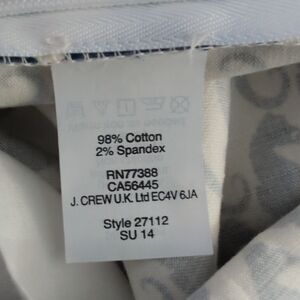 98% Cotton
2% Spandex
RN77388
CA56445
J. CREW U.K. Ltd EC4V 6JA
Style 27112
SU 14